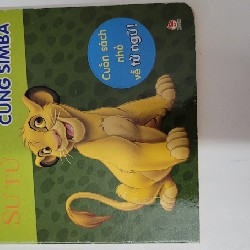 CÙNG SIMBA
SƯ TỬ
Cuốn sách
nhỏ
về từ ngữ!